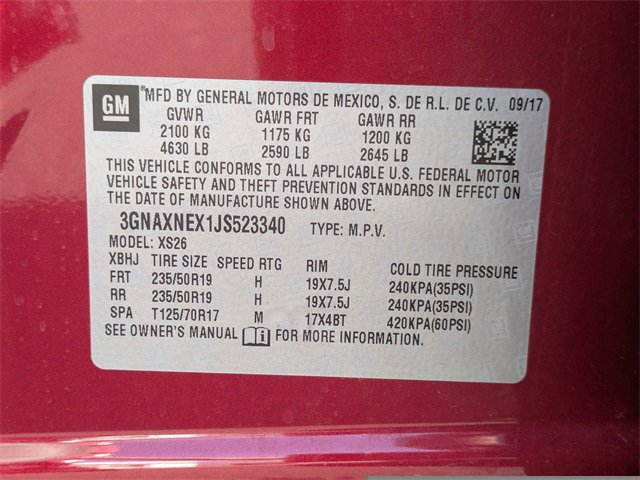 GM ®MFD BY GENERAL MOTORS DE MEXICO, S. DE R.L. DE C.V. 09/17
GVWR GAWR FRT GAWR RR
2100 KG 1175 KG 1200 KG
4630 LB 2590 LB 2645 LB
THIS VEHICLE CONFORMS TO ALL APPLICABLE U.S. FEDERAL MOTOR
VEHICLE SAFETY AND THEFT PREVENTION STANDARDS IN EFFECT ON
THE DATE OF MANUFACTURE SHOWN ABOVE.
3GNAXNEX1JS523340 TYPE: M.P.V.
MODEL: XS26
XBHJ TIRE SIZE SPEED RTG RIM COLD TIRE PRESSURE
FRT 235/50R19 H 19X7.5J 240KPA(35PSI)
RR 235/50R19 H 19X7.5J 240KPA(35PSI)
SPA T125/70R17 M 17X4BT 420KPA(60PSI)
SEE OWNER'S MANUAL FOR MORE INFORMATION.